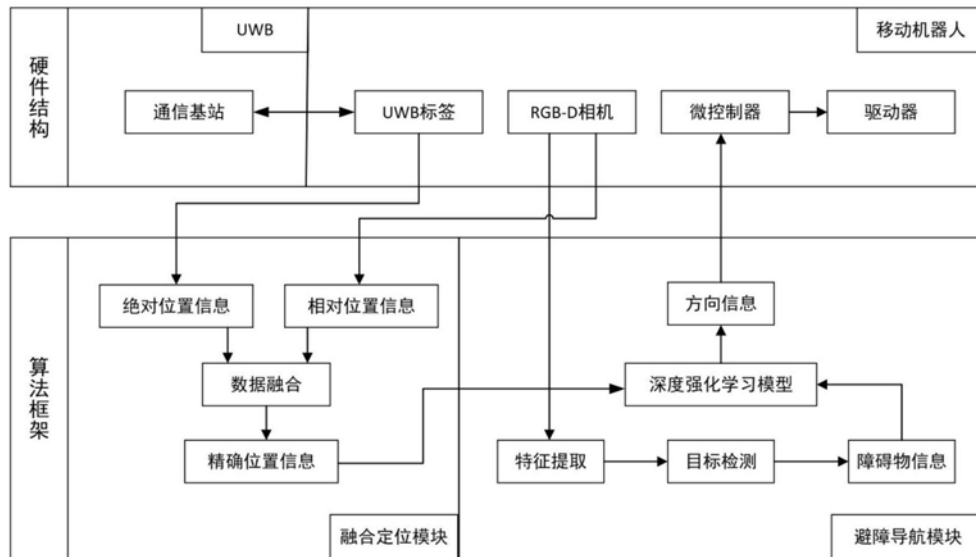 硬件结构
UWB
移动机器人
通信基站
UWB标签
RGB-D相机
微控制器
驱动器
算法框架
绝对位置信息
相对位置信息
方向信息
数据融合
深度强化学习模型
精确位置信息
特征提取
目标检测
障碍物信息
融合定位模块
避障导航模块